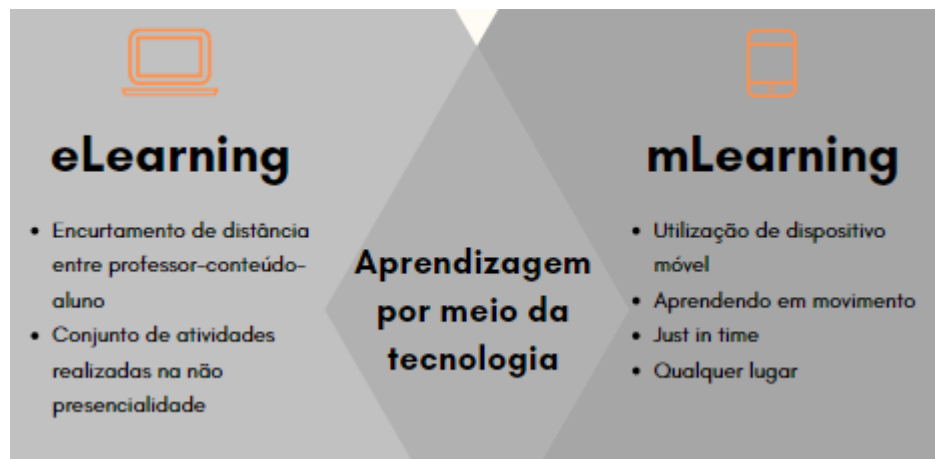 eLearning
• Encurtamento de distância
entre professor-conteúdo-
aluno
• Conjunto de atividades
realizadas na não
presencialidade
Aprendizagem
por meio da
tecnologia
mLearning
• Utilização de dispositivo
móvel
• Aprendendo em movimento
• Just in time
• Qualquer lugar